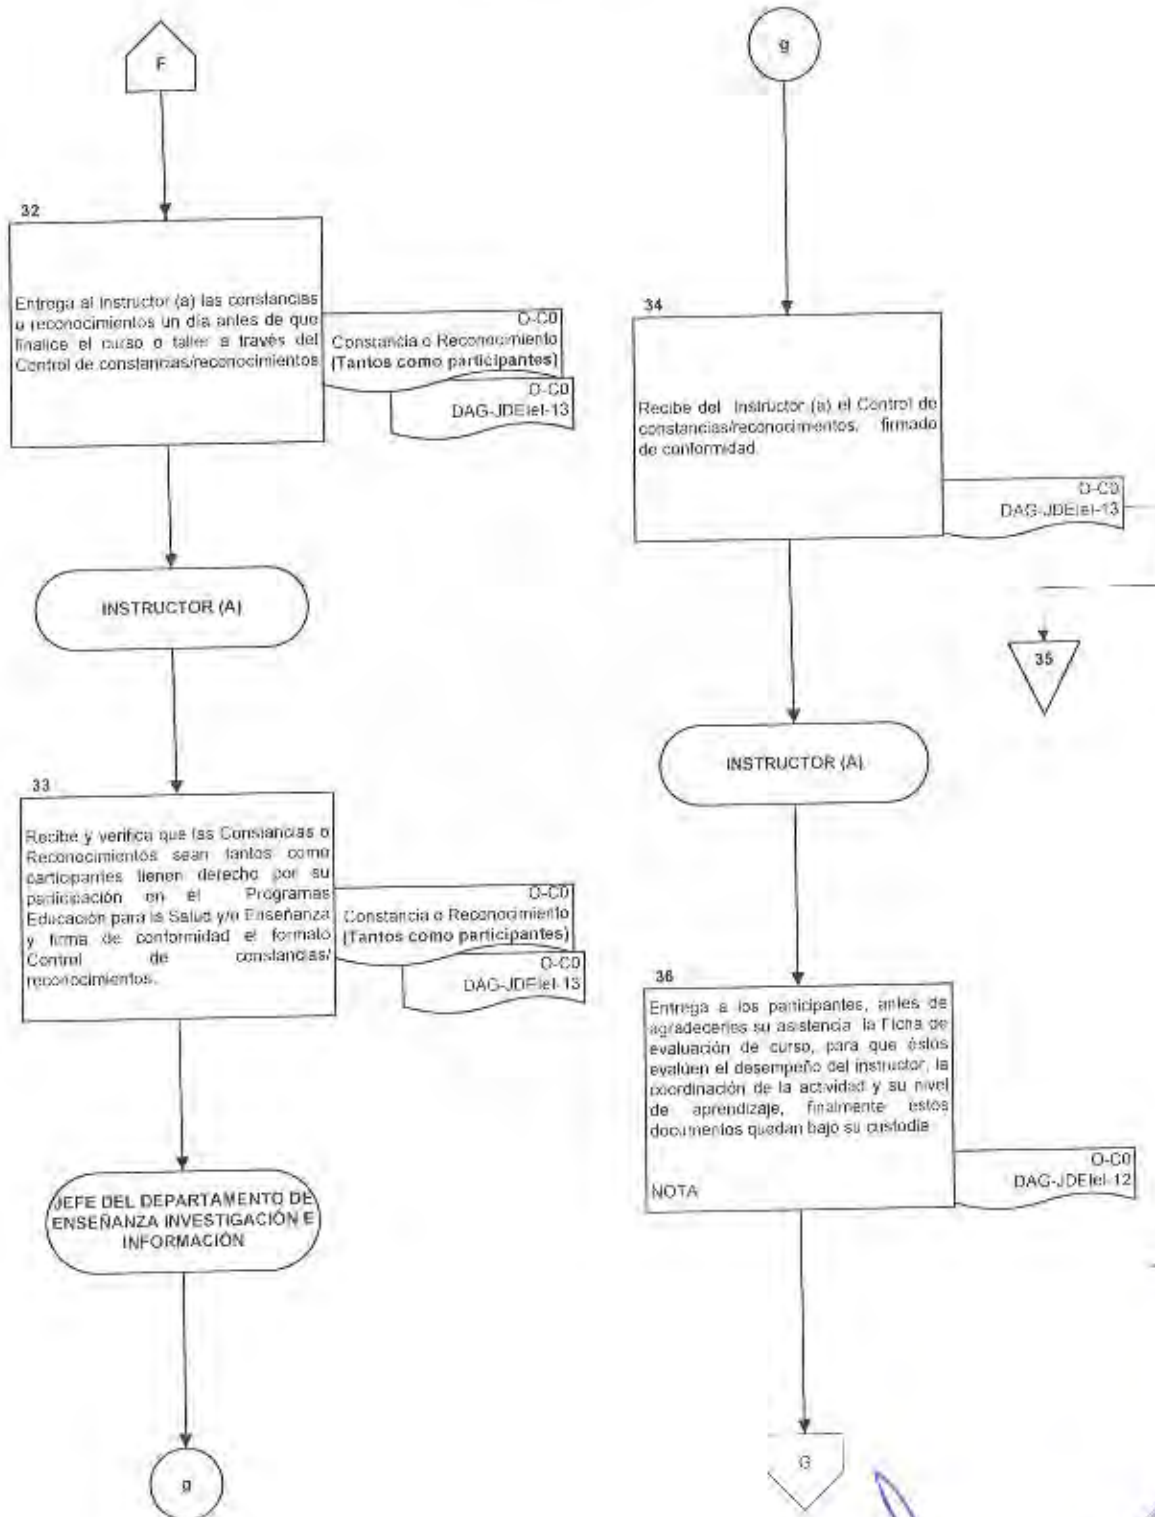 F
32
Entrega al Instructor (a) las constancias
o reconocimientos un día antes de que
finalice el curso o taller a través del
Control de constancias/reconocimientos
O-C0
Constancia o Reconocimiento
(Tantos como participantes)
O-C0
DAG-JDEIeI-13
INSTRUCTOR (A)
33
Recibe y verifica que las Constancias o
Reconocimientos sean tantos como
participantes tienen derecho por su
participación en el Programas
Educación para la Salud y/o Enseñanza
y firma de conformidad el formato
Control de constancias/
reconocimientos.
O-C0
Constancia o Reconocimiento
(Tantos como participantes)
O-C0
DAG-JDEIeI-13
JEFE DEL DEPARTAMENTO DE
ENSEÑANZA INVESTIGACIÓN E
INFORMACIÓN
g
g
34
Recibe del Instructor (a) el Control de
constancias/reconocimientos, firmado
de conformidad.
O-C0
DAG-JDEIeI-13
35
INSTRUCTOR (A)
36
Entrega a los participantes, antes de
agradecerles su asistencia la Ficha de
evaluación de curso, para que éstos
evalúen el desempeño del instructor, la
coordinación de la actividad y su nivel
de aprendizaje, finalmente estos
documentos quedan bajo su custodia
NOTA
O-C0
DAG-JDEIeI-12
G